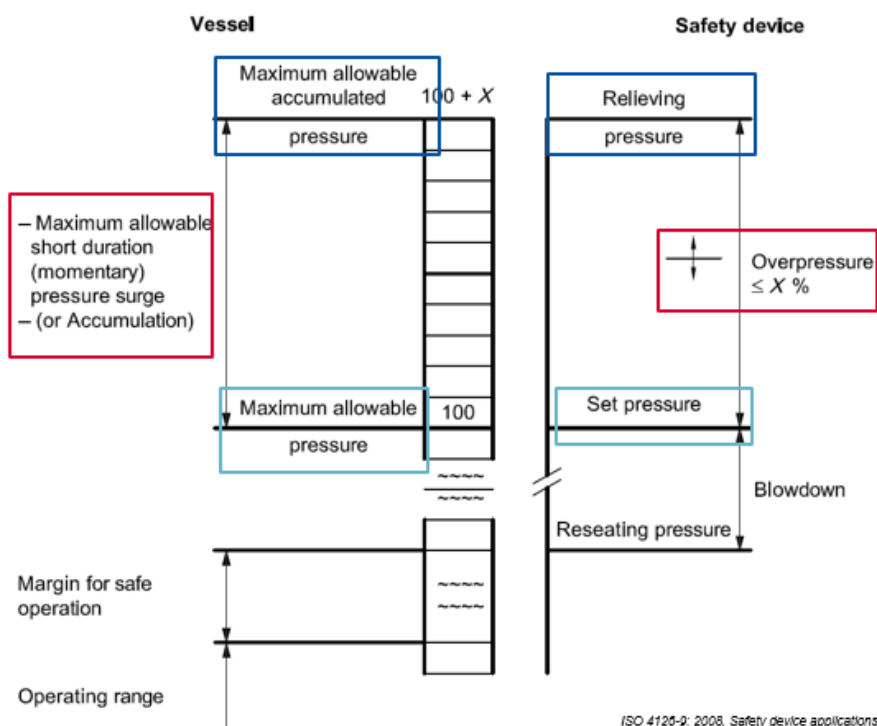 Vessel
Safety device
Maximum allowable
accumulated
100 + X
Relieving
pressure
pressure
– Maximum allowable
short duration
(momentary)
pressure surge
– (or Accumulation)
Overpressure
≤ X %
Maximum allowable
100
Set pressure
pressure
Blowdown
Reseating pressure
Margin for safe
operation
~~~~
~~~~
~~~~
~~~~
Operating range
ISO 4126-9: 2008, Safety device applications